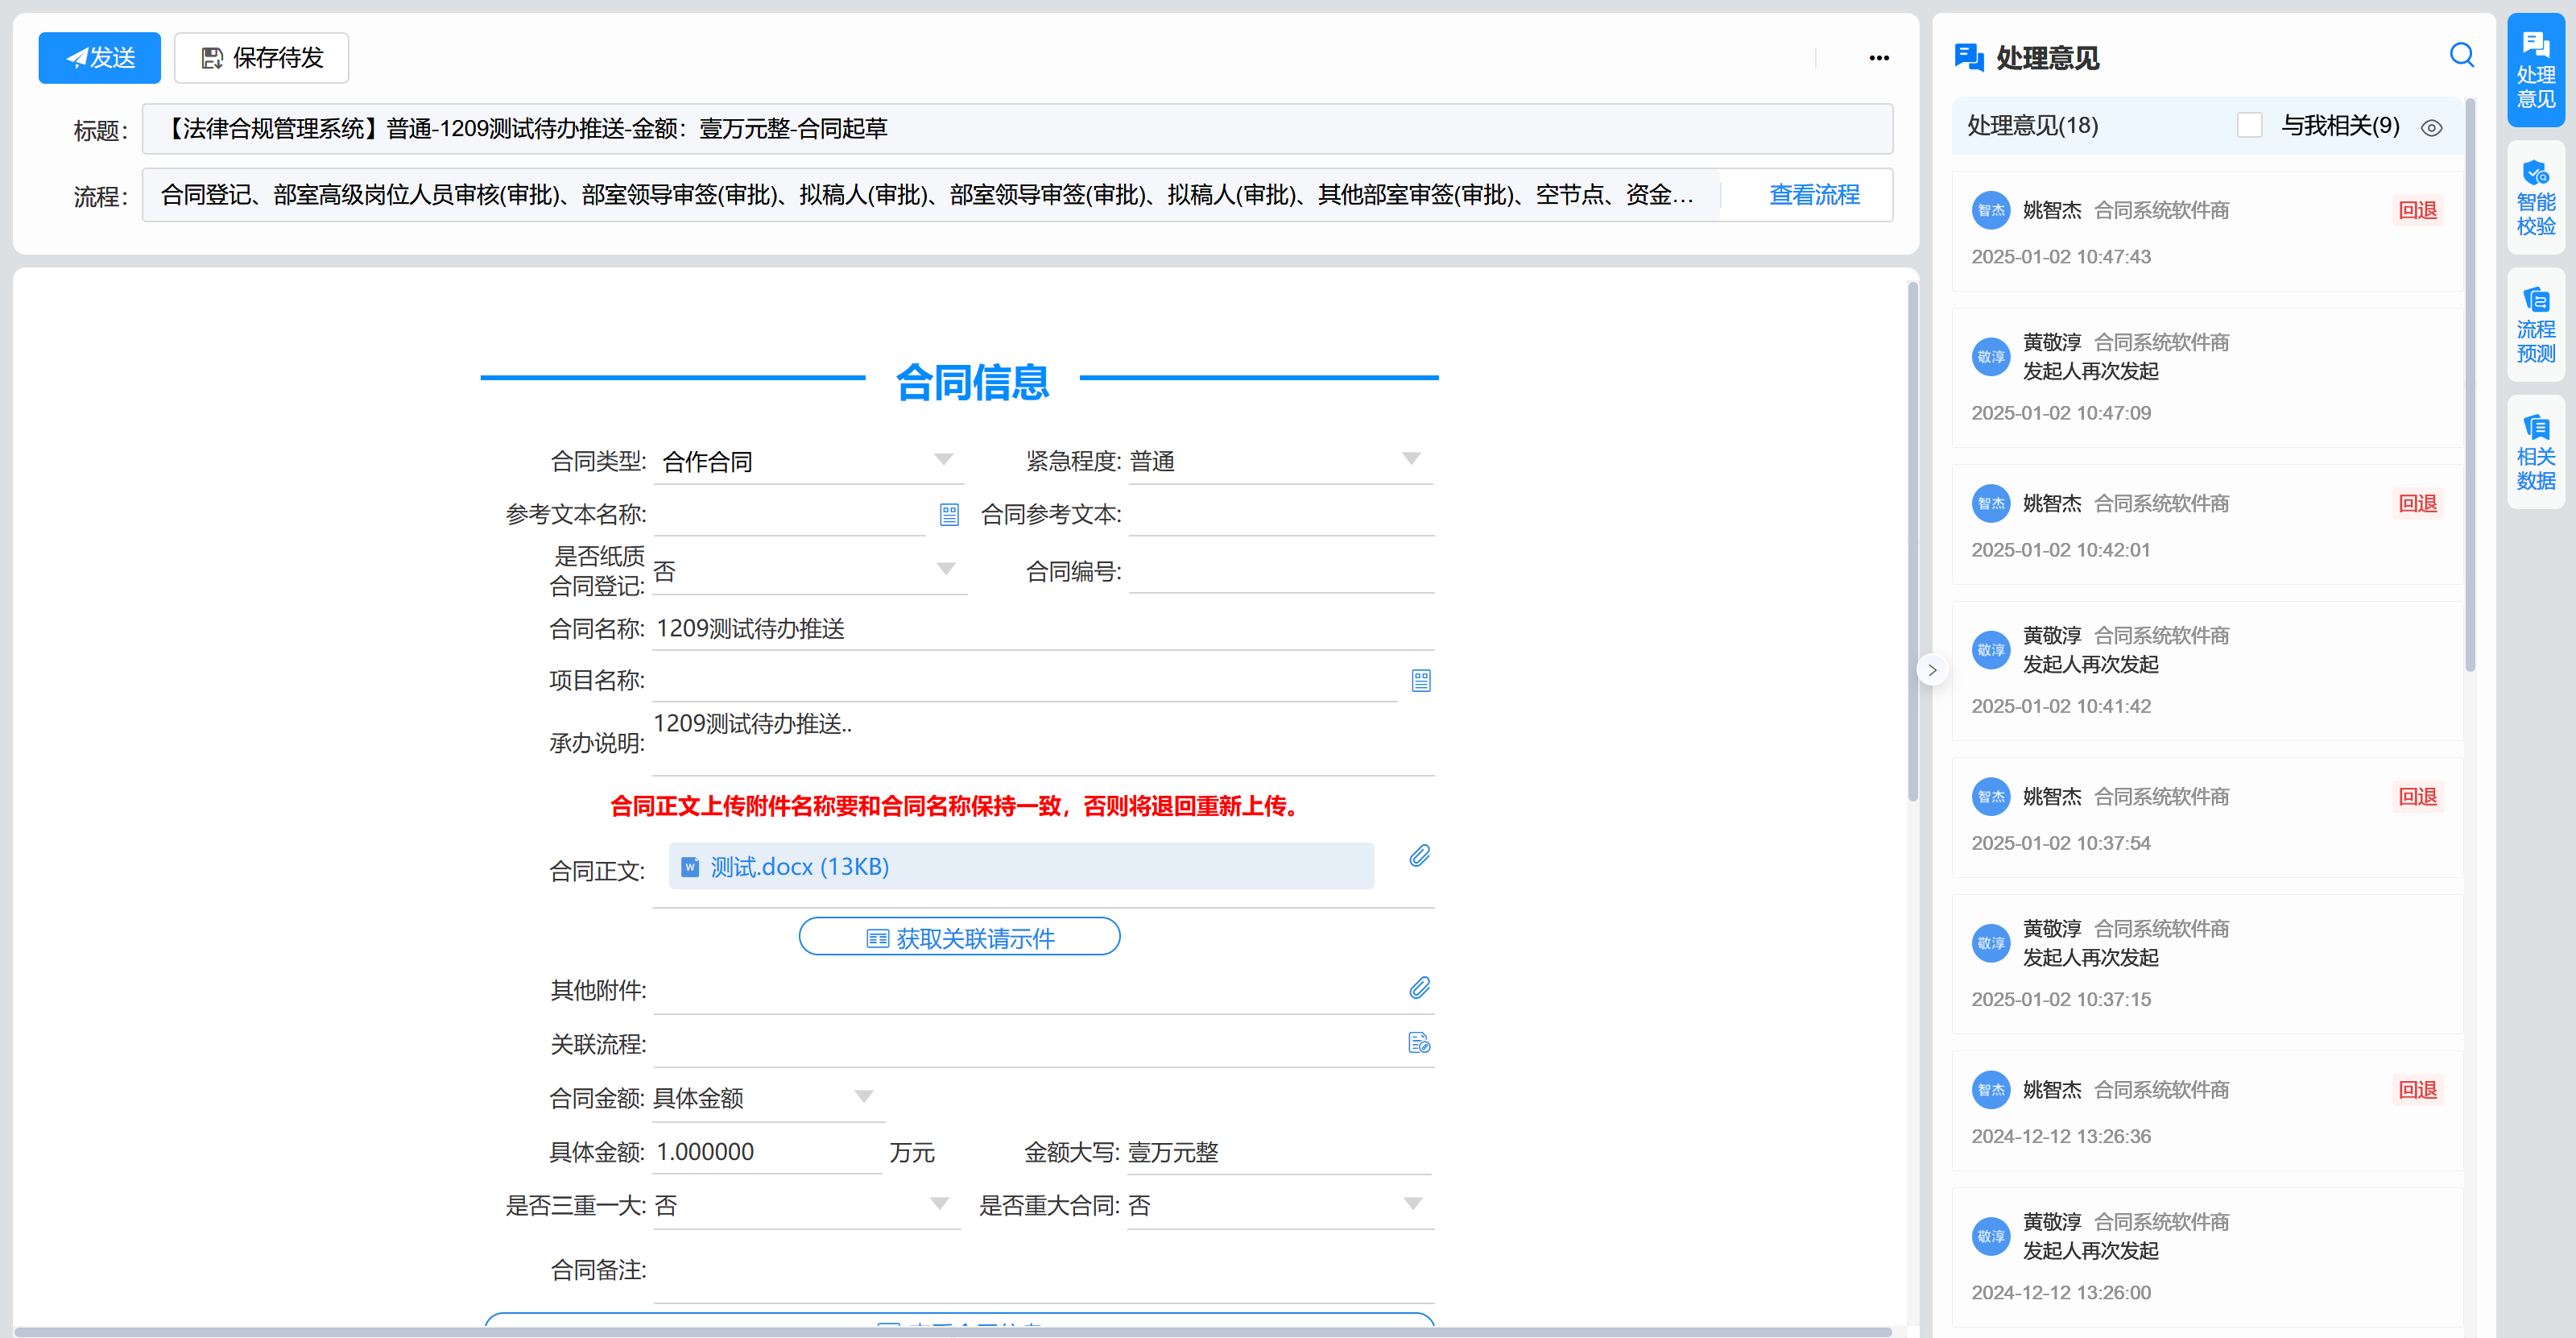 发送
保存待发
标题：
【法律合规管理系统】普通-1209测试待办推送-金额：壹万元整-合同起草
流程：
合同登记、部室高级岗位人员审核(审批)、部室领导审签(审批)、拟稿人(审批)、部室领导审签(审批)、拟稿人(审批)、其他部室审签(审批)、空节点、资金...
查看流程
合同信息
合同类型: 合作合同
紧急程度: 普通
参考文本名称:
合同参考文本:
是否纸质
合同登记: 否
合同编号:
合同名称: 1209测试待办推送
项目名称:
承办说明: 1209测试待办推送..
合同正文上传附件名称要和合同名称保持一致，否则将退回重新上传。
合同正文: 测试.docx (13KB)
获取关联请示件
其他附件:
关联流程:
合同金额: 具体金额
具体金额: 1.000000 万元
金额大写: 壹万元整
是否三重一大: 否
是否重大合同: 否
合同备注:
处理意见
处理意见(18)
与我相关(9)
智杰 姚智杰 合同系统软件商 回退
2025-01-02 10:47:43
敬淳 黄敬淳 合同系统软件商
发起人再次发起
2025-01-02 10:47:09
智杰 姚智杰 合同系统软件商 回退
2025-01-02 10:42:01
敬淳 黄敬淳 合同系统软件商
发起人再次发起
2025-01-02 10:41:42
智杰 姚智杰 合同系统软件商 回退
2025-01-02 10:37:54
敬淳 黄敬淳 合同系统软件商
发起人再次发起
2025-01-02 10:37:15
智杰 姚智杰 合同系统软件商 回退
2024-12-12 13:26:36
敬淳 黄敬淳 合同系统软件商
发起人再次发起
2024-12-12 13:26:00
处理
意见
智能
校验
流程
预测
相关
数据